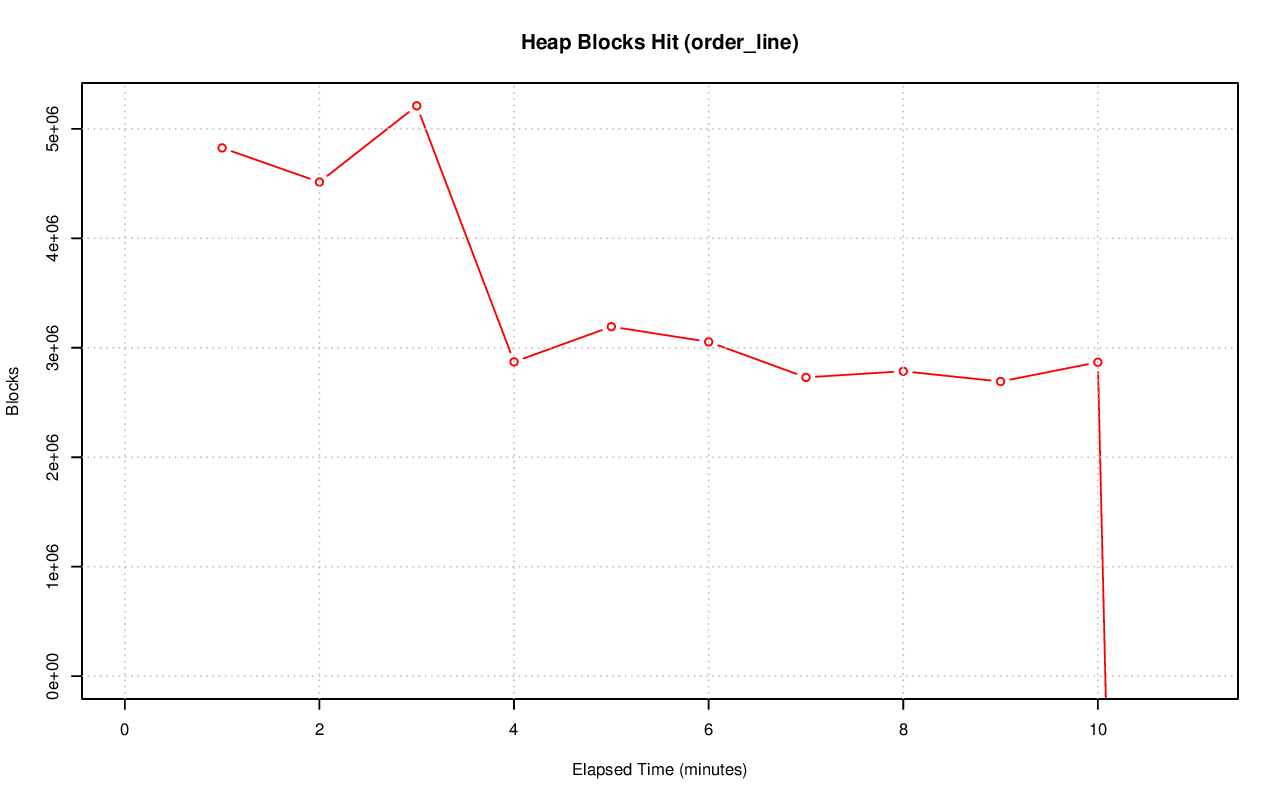 Heap Blocks Hit (order_line)
Blocks
5e+06
4e+06
3e+06
2e+06
1e+06
0e+00
0 2 4 6 8 10
Elapsed Time (minutes)